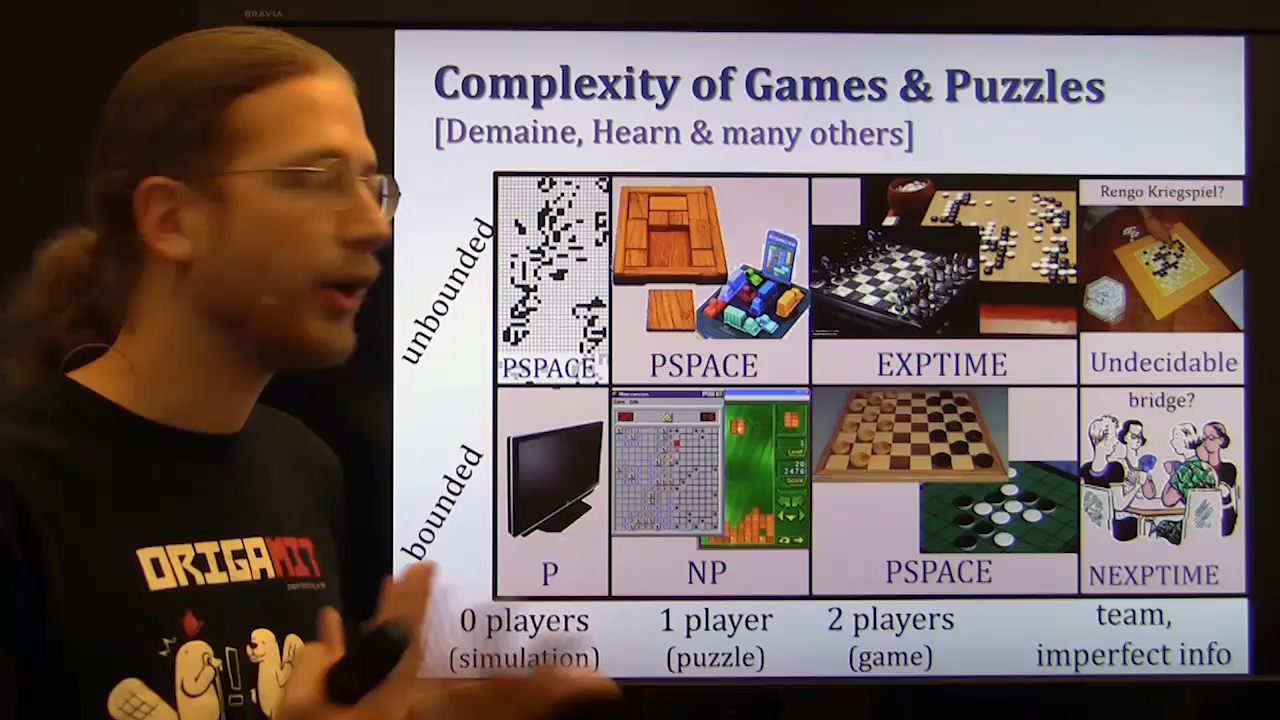 BRAVIA
Complexity of Games & Puzzles
[Demaine, Hearn & many others]
unbounded
PSPACE
PSPACE
EXPTIME
Rengo Kriegspiel?
Undecidable
bounded
P
NP
PSPACE
bridge?
NEXPTIME
0 players
(simulation)
1 player
(puzzle)
2 players
(game)
team,
imperfect info
ORIGAMIT